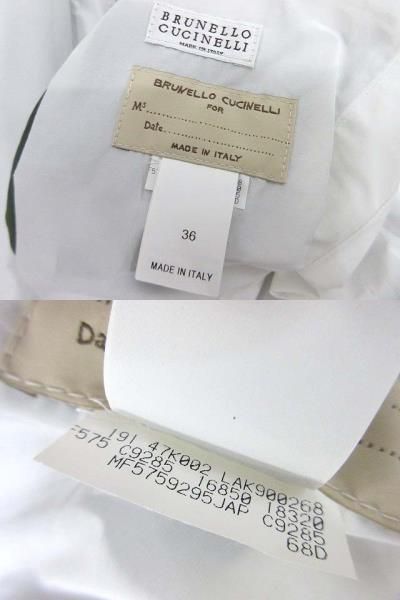 BRUNELLO
CUCINELLI
MADE IN ITALY
BRUNELLO CUCINELLI
FOR
Ms
Date
MADE IN ITALY
36
MADE IN ITALY
Da
191 47K002 LAK900268
F575 C9285 16850 18320
MF5759295JAP C9285
68D